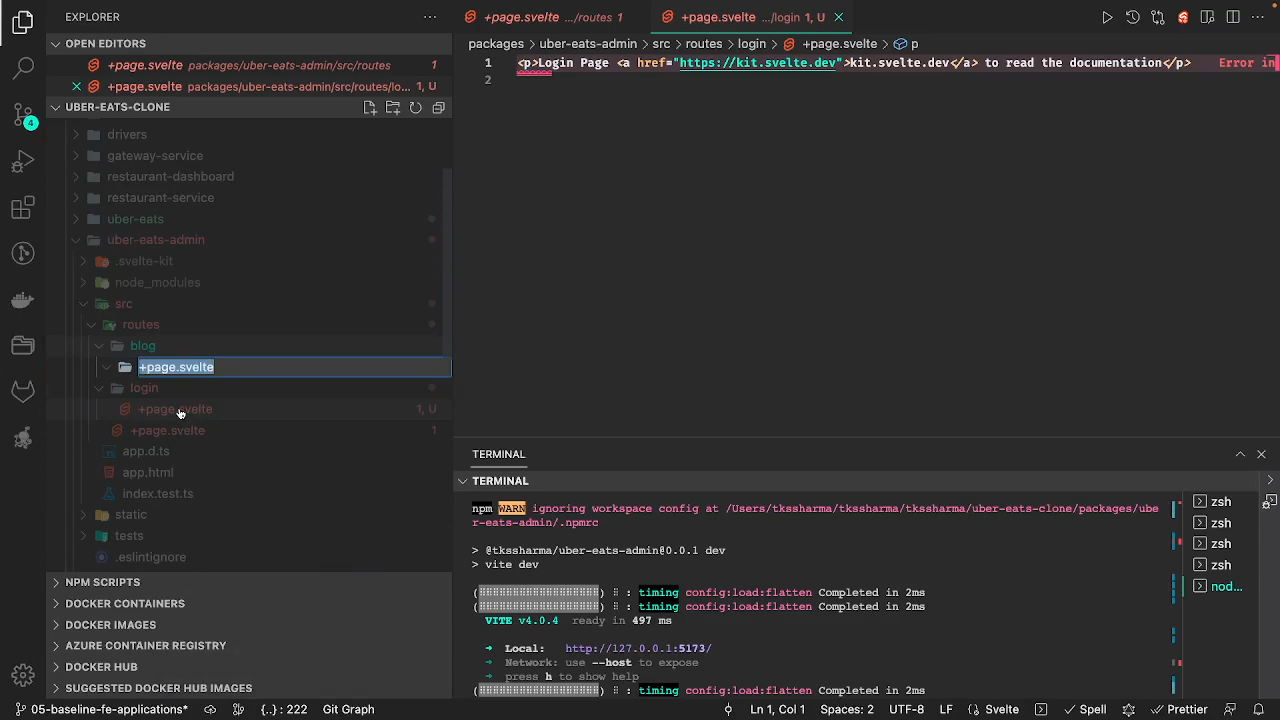 EXPLORER
OPEN EDITORS
+page.svelte packages/uber-eats-admin/src/routes 1
+page.svelte packages/uber-eats-admin/src/routes/lo... 1, U
UBER-EATS-CLONE
drivers
gateway-service
restaurant-dashboard
restaurant-service
uber-eats
uber-eats-admin
.svelte-kit
node_modules
src
routes
blog
+page.svelte
login
+page.svelte 1, U
+page.svelte 1
app.d.ts
app.html
index.test.ts
static
tests
.eslintignore
NPM SCRIPTS
DOCKER CONTAINERS
DOCKER IMAGES
AZURE CONTAINER REGISTRY
DOCKER HUB
SUGGESTED DOCKER HUB IMAGES
+page.svelte .../routes 1
+page.svelte .../login 1, U
packages > uber-eats-admin > src > routes > login > +page.svelte > p
1 <p>Login Page <a href="https://kit.svelte.dev">kit.svelte.dev</a> to read the documentation</p> Error in
2
TERMINAL
TERMINAL
npm WARN ignoring workspace config at /Users/tkssharma/tkssharma/tkssharma/uber-eats-clone/packages/ube
r-eats-admin/.npmrc
> @tkssharma/uber-eats-admin@0.0.1 dev
> vite dev
(⠿⠿⠿⠿⠿⠿⠿⠿⠿⠿⠿⠿⠿⠿⠿⠿⠿⠿) ⠇ : timing config:load:flatten Completed in 2ms
(⠿⠿⠿⠿⠿⠿⠿⠿⠿⠿⠿⠿⠿⠿⠿⠿⠿⠿) ⠇ : timing config:load:flatten Completed in 2ms
VITE v4.0.4 ready in 497 ms
➜ Local: http://127.0.0.1:5173/
➜ Network: use --host to expose
➜ press h to show help
(⠿⠿⠿⠿⠿⠿⠿⠿⠿⠿⠿⠿⠿⠿⠿⠿⠿⠿) ⠇ : timing config:load:flatten Completed in 2ms
zsh
zsh
zsh
zsh
nod...
4
05-baseline-fe-applications* {..}: 222 Git Graph
Ln 1, Col 1 Spaces: 2 UTF-8 LF {} Svelte Spell Prettier